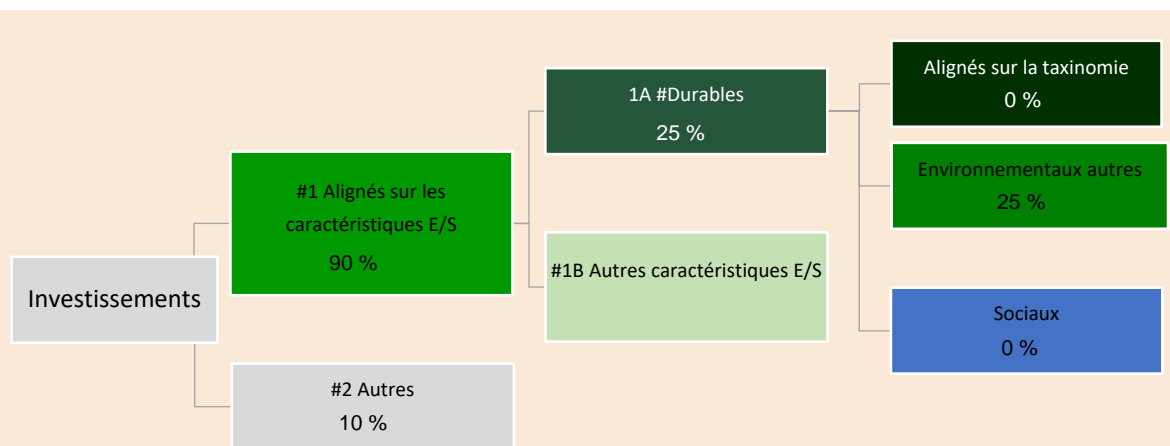 Investissements
#1 Alignés sur les
caractéristiques E/S
90 %
#2 Autres
10 %
1A #Durables
25 %
#1B Autres caractéristiques E/S
Alignés sur la taxinomie
0 %
Environnementaux autres
25 %
Sociaux
0 %